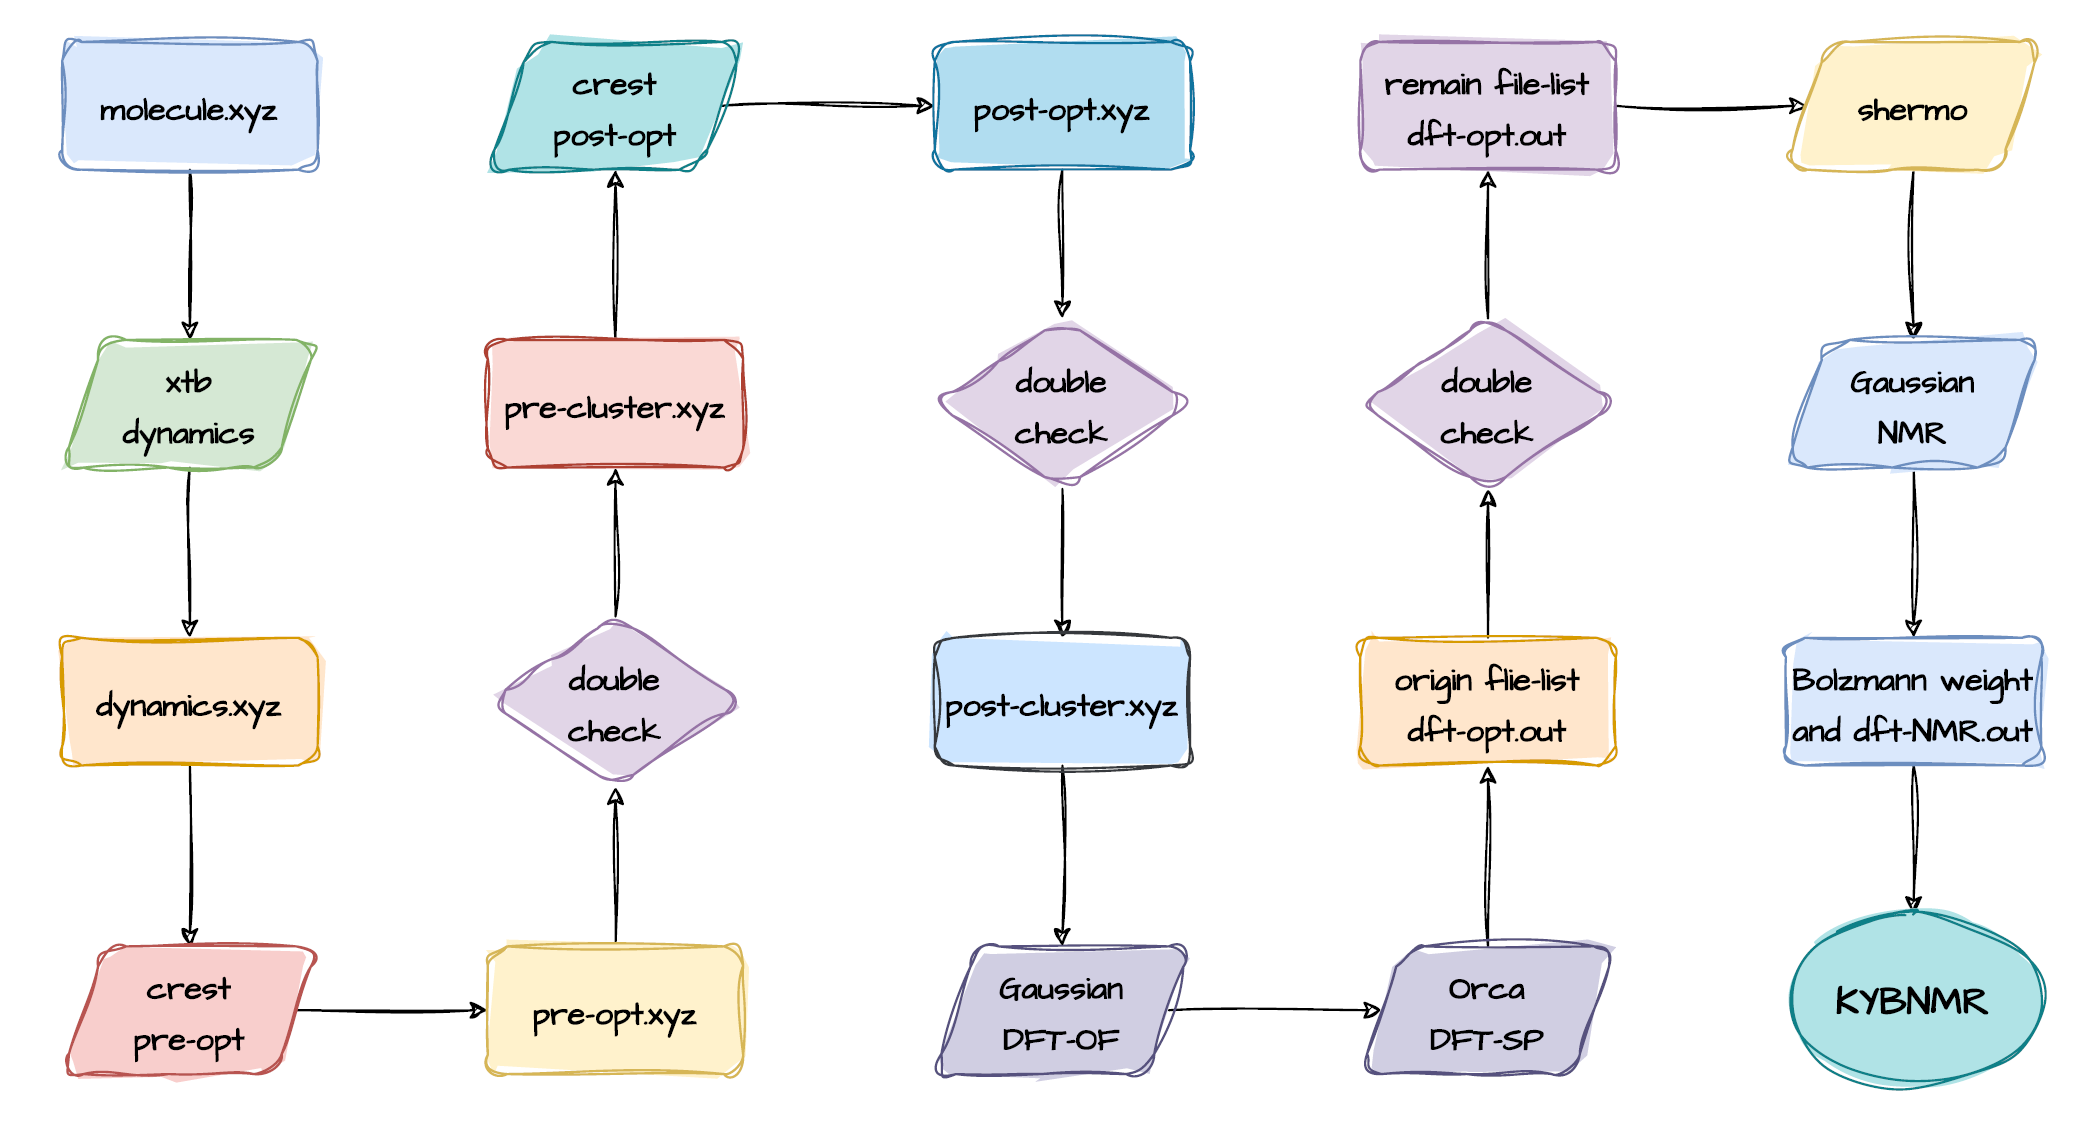 molecule.xyz
xtb
dynamics
dynamics.xyz
crest
pre-opt
pre-opt.xyz
double
check
pre-cluster.xyz
crest
post-opt
post-opt.xyz
double
check
post-cluster.xyz
Gaussian
DFT-OF
Orca
DFT-SP
origin flie-list
dft-opt.out
double
check
remain file-list
dft-opt.out
shermo
Gaussian
NMR
Bolzmann weight
and dft-NMR.out
KYBNMR